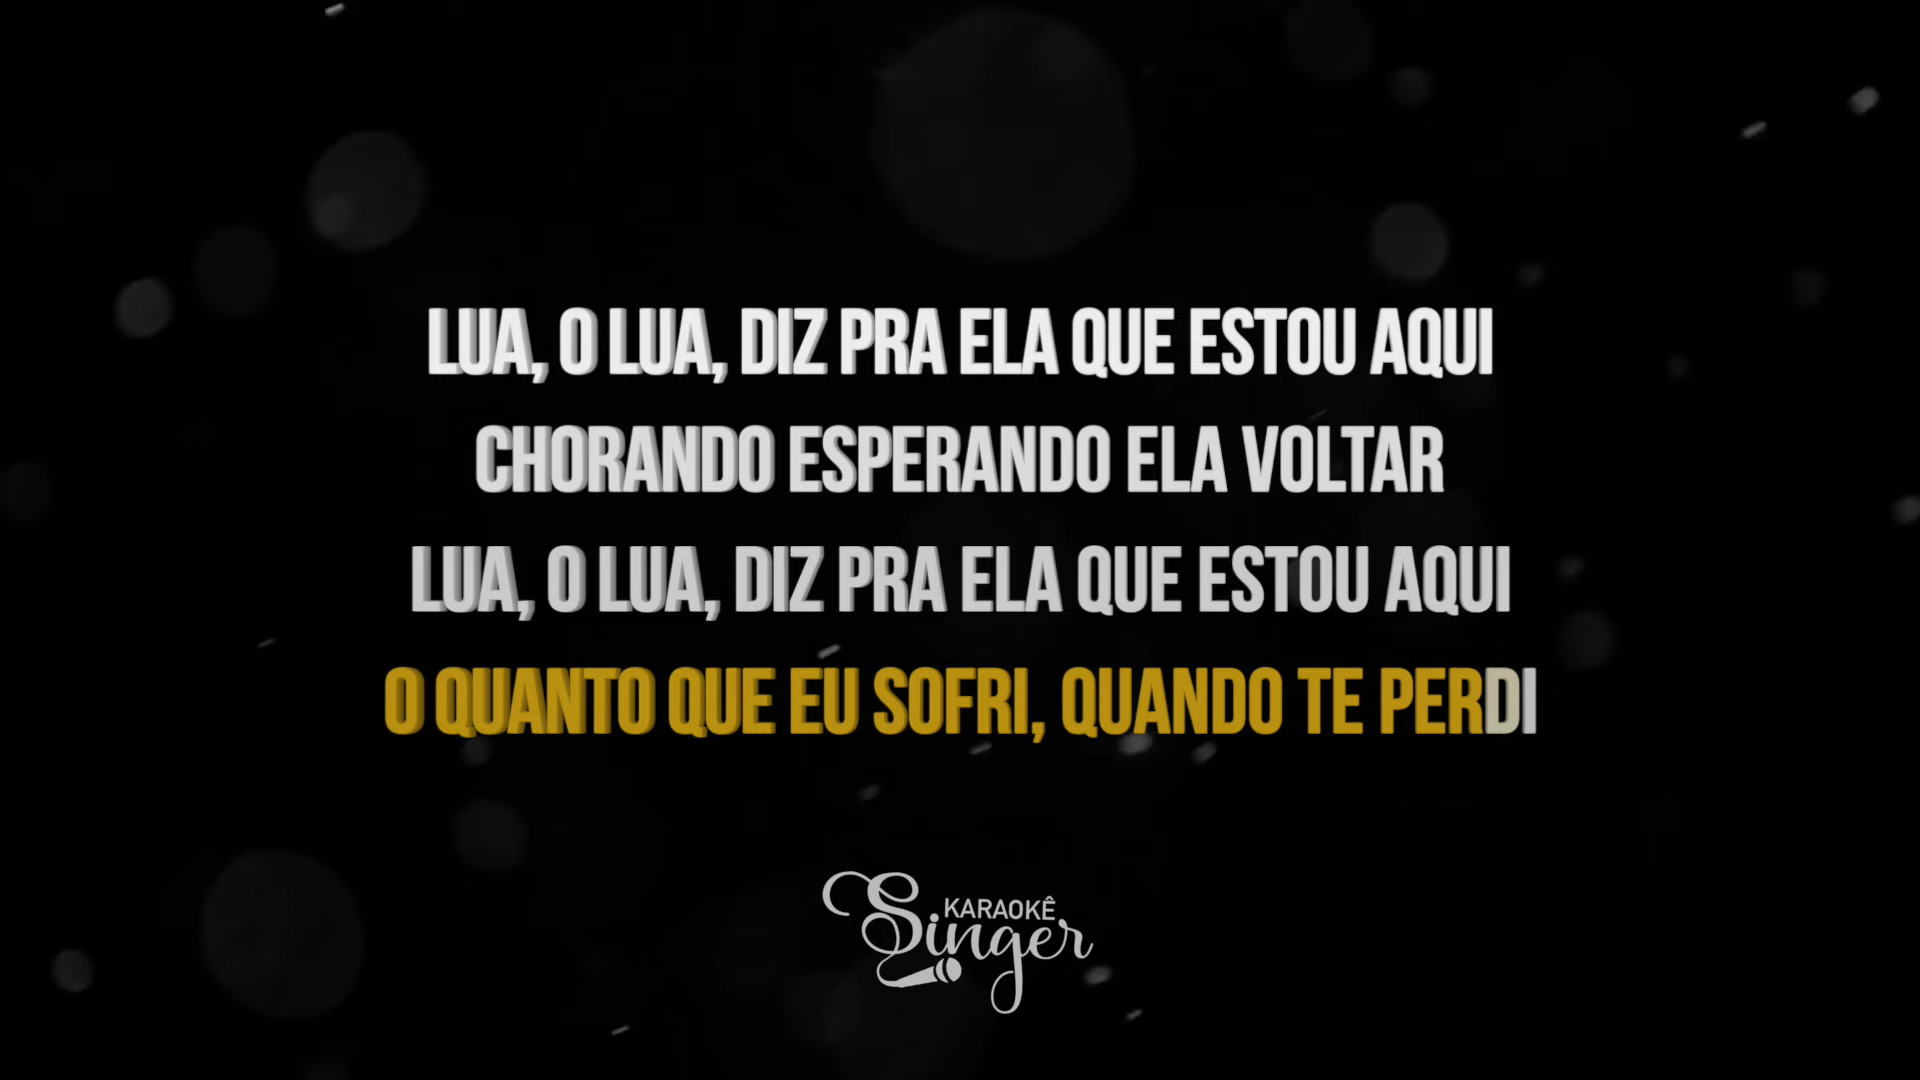 LUA, O LUA, DIZ PRA ELA QUE ESTOU AQUI
CHORANDO ESPERANDO ELA VOLTAR
LUA, O LUA, DIZ PRA ELA QUE ESTOU AQUI
O QUANTO QUE EU SOFRI, QUANDO TE PERDI
KARAOKÊ
Singer